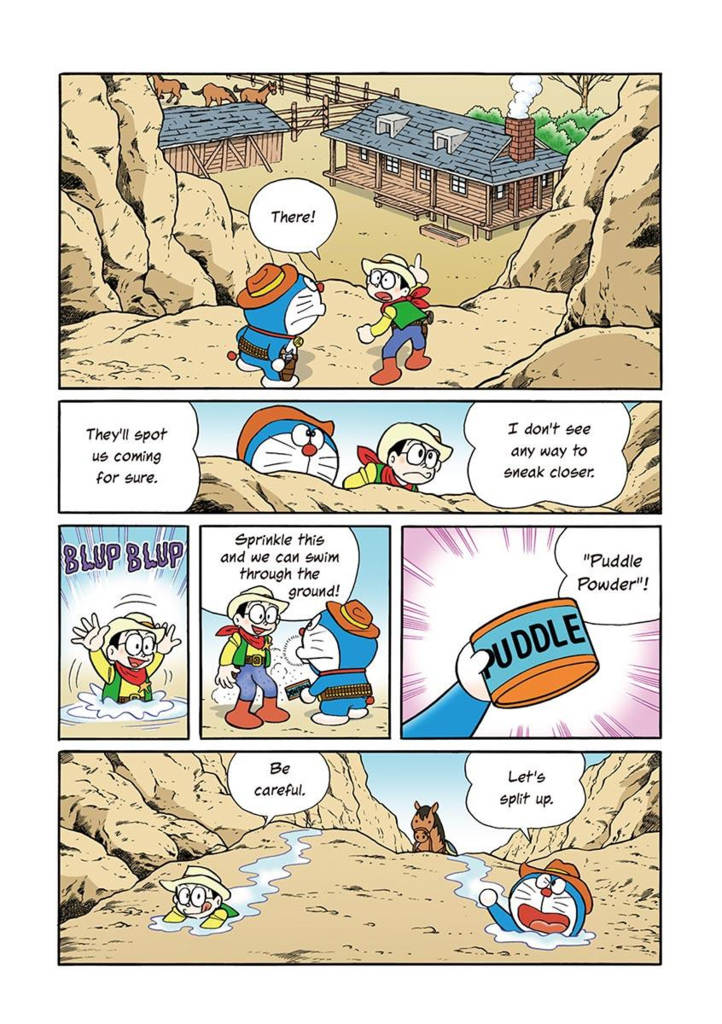 There!
I don't see
any way to
sneak closer.
They'll spot
us coming
for sure.
"Puddle
Powder"!
PUDDLE
Sprinkle this
and we can swim
through the
ground!
BLUP BLUP
Let's
split up.
Be
careful.